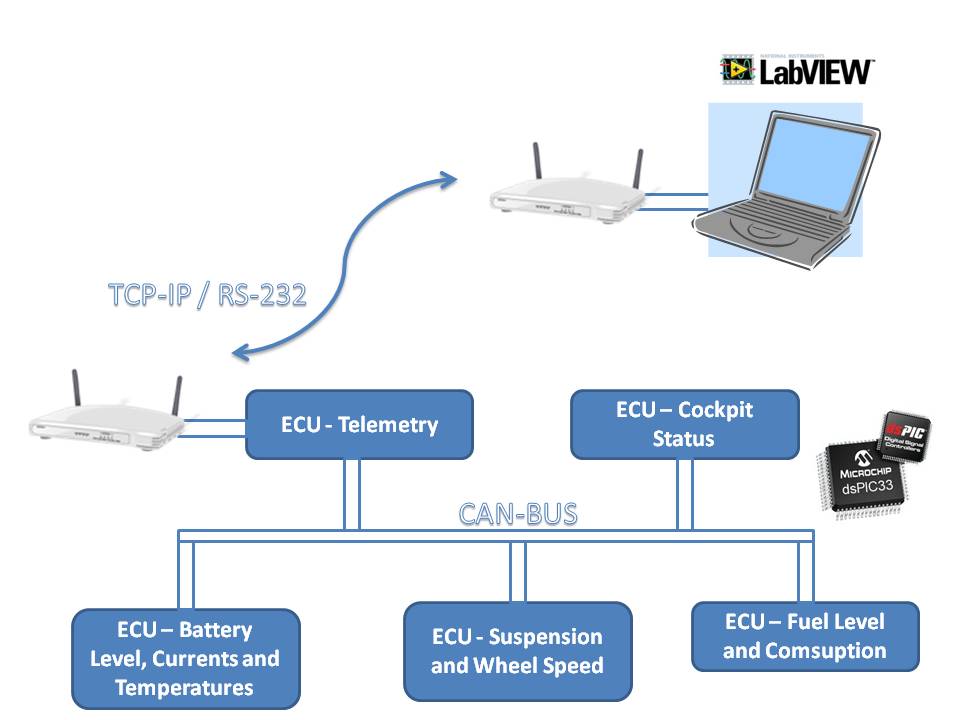 NATIONAL INSTRUMENTS
LabVIEW™
TCP-IP / RS-232
ECU - Telemetry
ECU – Cockpit
Status
dsPIC
Digital Signal
Controllers
MICROCHIP
dsPIC33
CAN-BUS
ECU – Battery
Level, Currents and
Temperatures
ECU - Suspension
and Wheel Speed
ECU – Fuel Level
and Comsuption